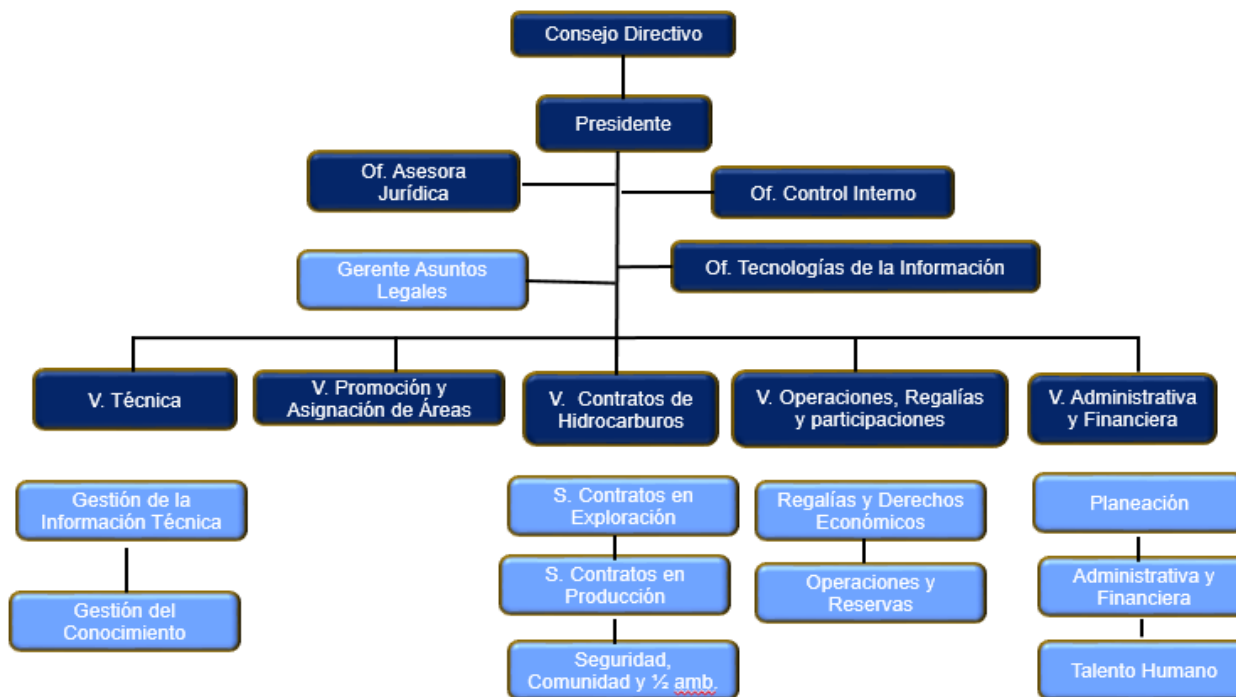 Consejo Directivo
Presidente
Of. Asesora
Jurídica
Of. Control Interno
Gerente Asuntos
Legales
Of. Tecnologías de la Información
V. Técnica
V. Promoción y
Asignación de Áreas
V. Contratos de
Hidrocarburos
V. Operaciones, Regalías
y participaciones
V. Administrativa
y Financiera
Gestión de la
Información Técnica
Gestión del
Conocimiento
S. Contratos en
Exploración
S. Contratos en
Producción
Seguridad,
Comunidad y ½ amb.
Regalías y Derechos
Económicos
Operaciones y
Reservas
Planeación
Administrativa y
Financiera
Talento Humano